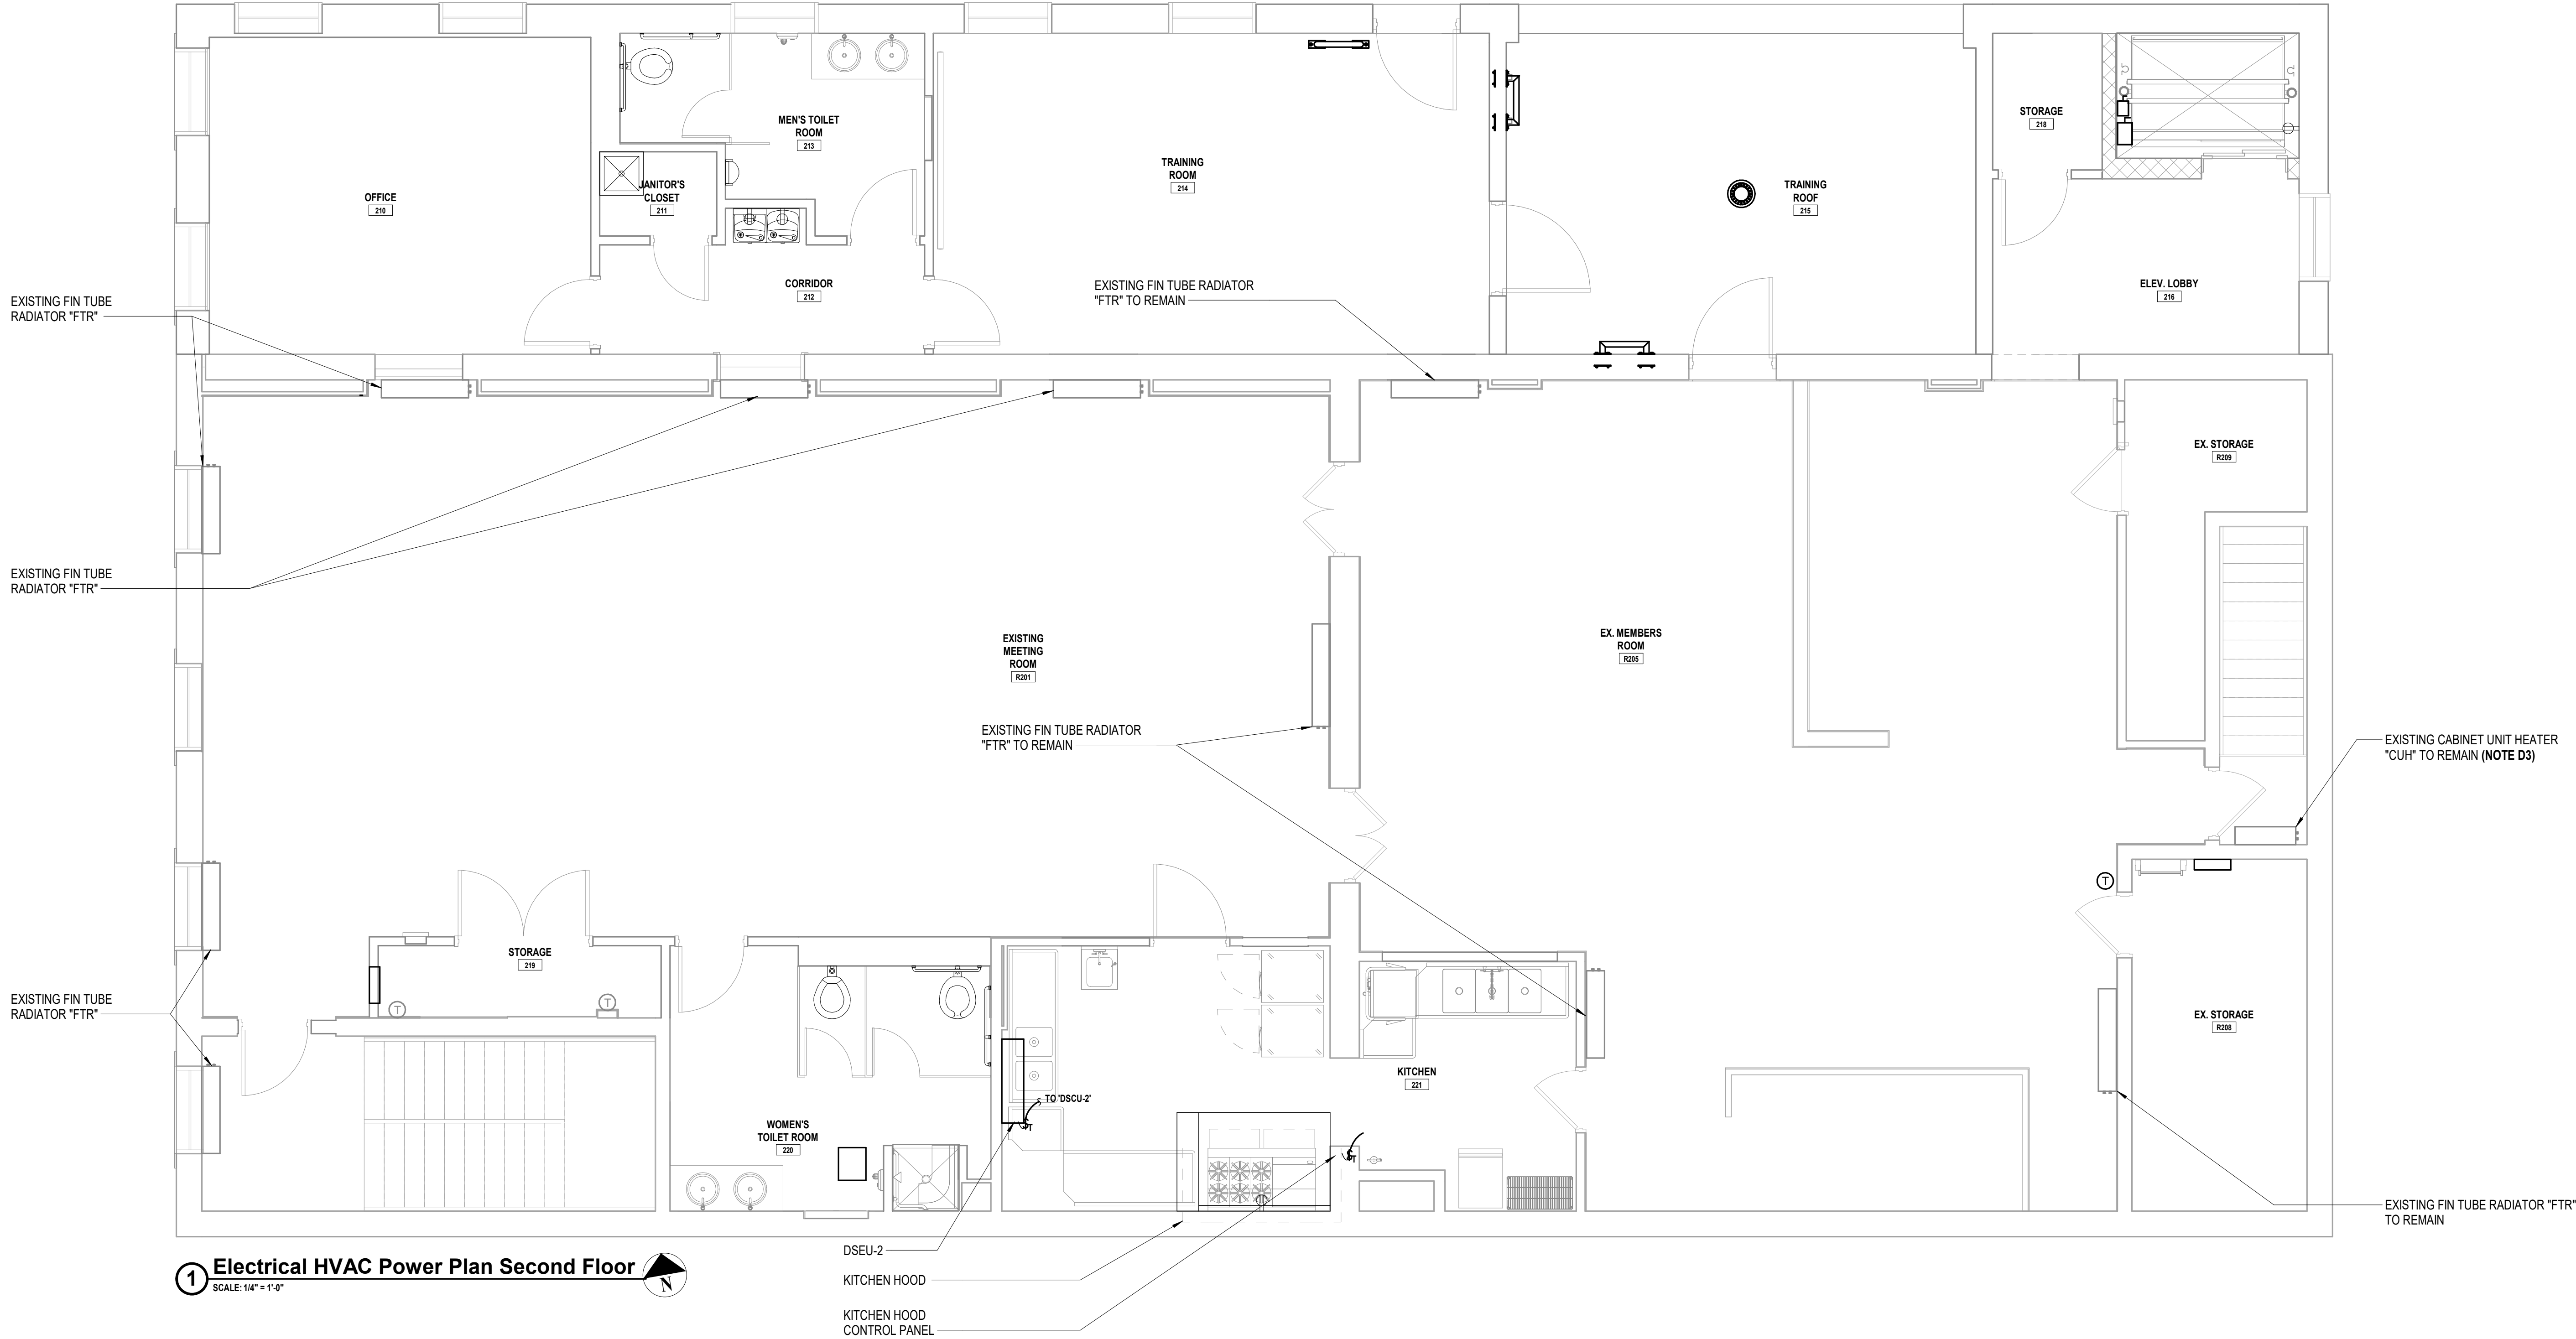 MEN'S TOILET
ROOM
213
STORAGE
218
TRAINING
ROOM
214
JANITOR'S
CLOSET
211
OFFICE
210
TRAINING
ROOF
215
CORRIDOR
212
ELEV. LOBBY
216
EXISTING FIN TUBE RADIATOR
"FTR" TO REMAIN
EXISTING FIN TUBE
RADIATOR "FTR"
EX. STORAGE
R209
EXISTING FIN TUBE
RADIATOR "FTR"
EXISTING
MEETING
ROOM
R201
EX. MEMBERS
ROOM
R205
EXISTING FIN TUBE RADIATOR
"FTR" TO REMAIN
EXISTING CABINET UNIT HEATER
"CUH" TO REMAIN (NOTE D3)
T
STORAGE
219
T
T
EXISTING FIN TUBE
RADIATOR "FTR"
EX. STORAGE
R208
KITCHEN
221
TO 'DSCU-2'
$T
WOMEN'S
TOILET ROOM
220
$T
EXISTING FIN TUBE RADIATOR "FTR"
TO REMAIN
DSEU-2
KITCHEN HOOD
KITCHEN HOOD
CONTROL PANEL
1 Electrical HVAC Power Plan Second Floor
SCALE: 1/4" = 1'-0"
N